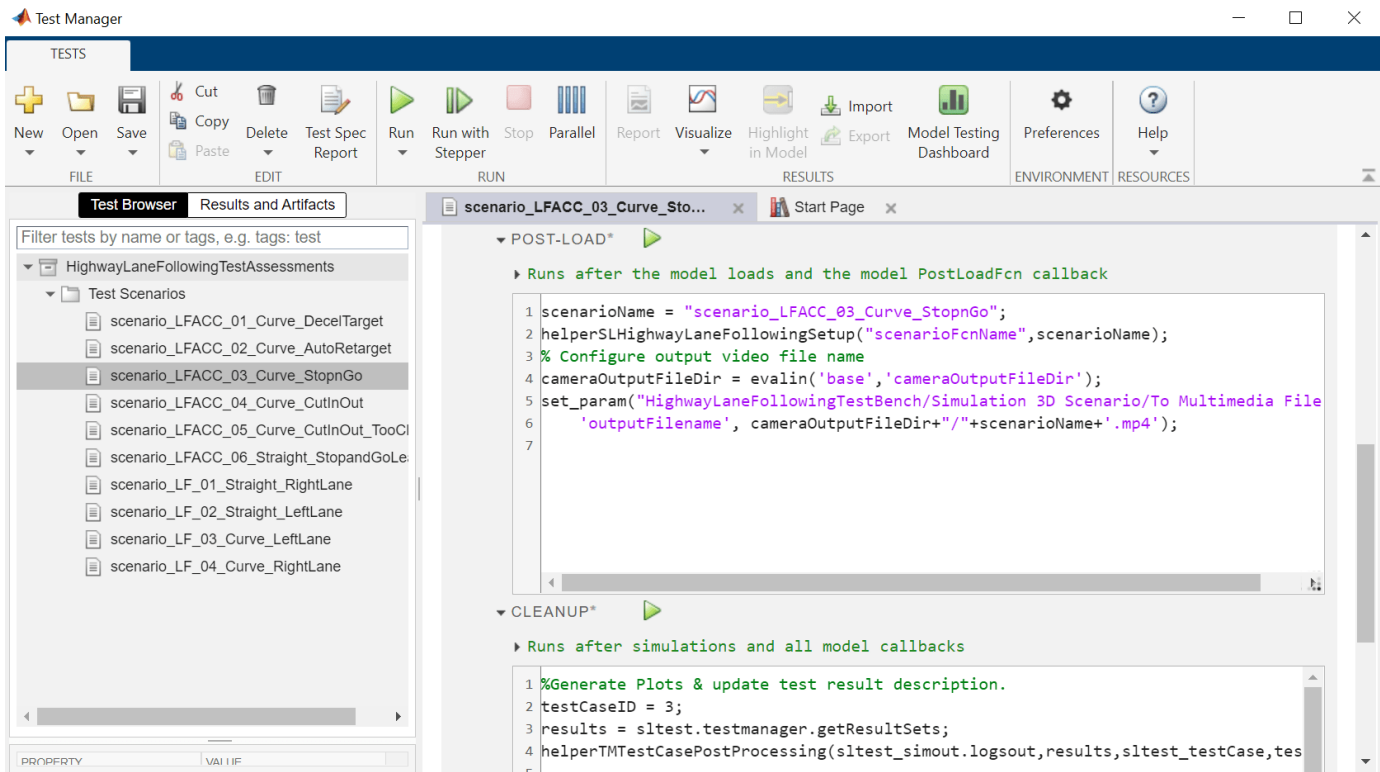 Test Manager
TESTS
New
Open
Save
FILE
Cut
Copy
Paste
Delete
Test Spec
Report
EDIT
Run
Run with
Stepper
Stop
Parallel
RUN
Report
Visualize
Highlight
in Model
Import
Export
Model Testing
Dashboard
RESULTS
Preferences
ENVIRONMENT
Help
RESOURCES
Test Browser
Results and Artifacts
Filter tests by name or tags, e.g. tags: test
HighwayLaneFollowingTestAssessments
Test Scenarios
scenario_LFACC_01_Curve_DecelTarget
scenario_LFACC_02_Curve_AutoRetarget
scenario_LFACC_03_Curve_StopnGo
scenario_LFACC_04_Curve_CutInOut
scenario_LFACC_05_Curve_CutInOut_TooCl
scenario_LFACC_06_Straight_StopandGoLe
scenario_LF_01_Straight_RightLane
scenario_LF_02_Straight_LeftLane
scenario_LF_03_Curve_LeftLane
scenario_LF_04_Curve_RightLane
PROPERTY VALUE
scenario_LFACC_03_Curve_Sto... Start Page
POST-LOAD*
Runs after the model loads and the model PostLoadFcn callback
1 scenarioName = "scenario_LFACC_03_Curve_StopnGo";
2 helperSLHighwayLaneFollowingSetup("scenarioFcnName",scenarioName);
3 % Configure output video file name
4 cameraOutputFileDir = evalin('base','cameraOutputFileDir');
5 set_param("HighwayLaneFollowingTestBench/Simulation 3D Scenario/To Multimedia File
6 'outputFilename', cameraOutputFileDir+"/"+scenarioName+'.mp4');
7
CLEANUP*
Runs after simulations and all model callbacks
1 %Generate Plots & update test result description.
2 testCaseID = 3;
3 results = sltest.testmanager.getResultSets;
4 helperTMTestCasePostProcessing(sltest_simout.logsout,results,sltest_testCase,tes
5